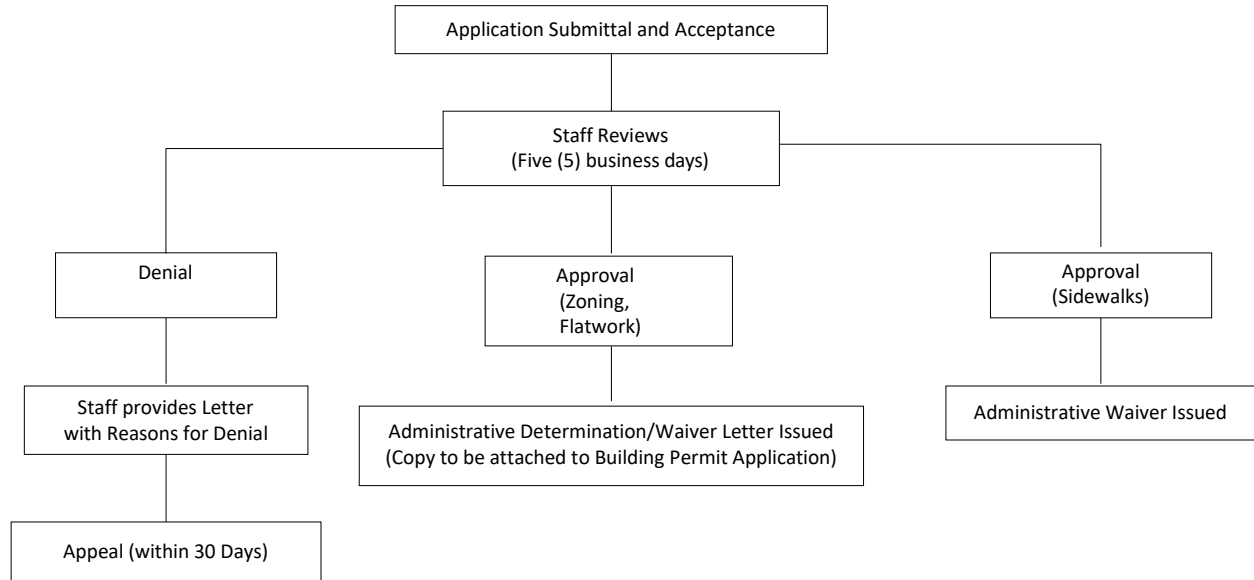 Application Submittal and Acceptance
Staff Reviews
(Five (5) business days)
Denial
Approval
(Zoning,
Flatwork)
Approval
(Sidewalks)
Staff provides Letter
with Reasons for Denial
Administrative Determination/Waiver Letter Issued
(Copy to be attached to Building Permit Application)
Administrative Waiver Issued
Appeal (within 30 Days)